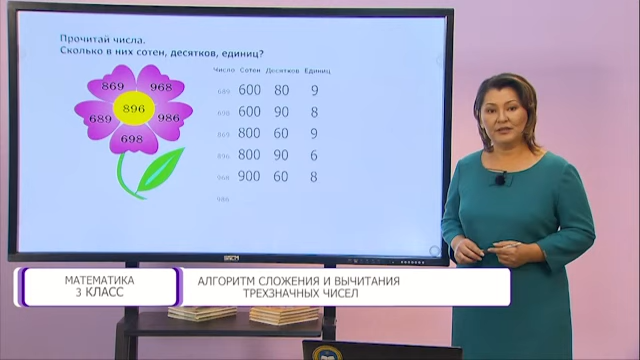 Прочитай числа.
Сколько в них сотен, десятков, единиц?
Число Сотен Десятков Единиц
869 968
896
689 986
698
689 600 80 9
698 600 90 8
869 800 60 9
896 800 90 6
968 900 60 8
986
МАТЕМАТИКА
3 КЛАСС
АЛГОРИТМ СЛОЖЕНИЯ И ВЫЧИТАНИЯ
ТРЕХЗНАЧНЫХ ЧИСЕЛ